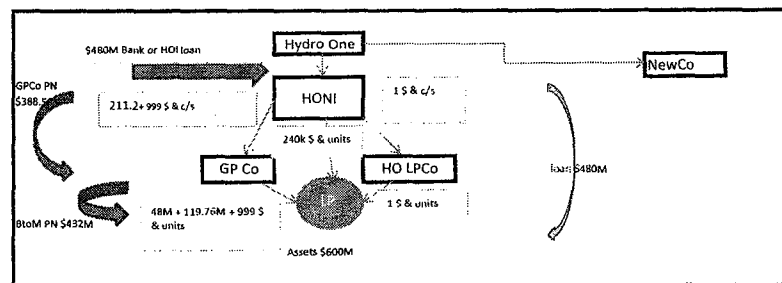 Hydro One
$480M Bank or HOI loan
NewCo
GPCo PN
$388.5
HONI
211.2+ 999 $ & c/s
1 $ & c/s
240k $ & units
GP Co
HO LPCo
loan $480M
LP
BtoM PN $432M
48M + 119.76M + 999 $
& units
1 $ & units
Assets $600M